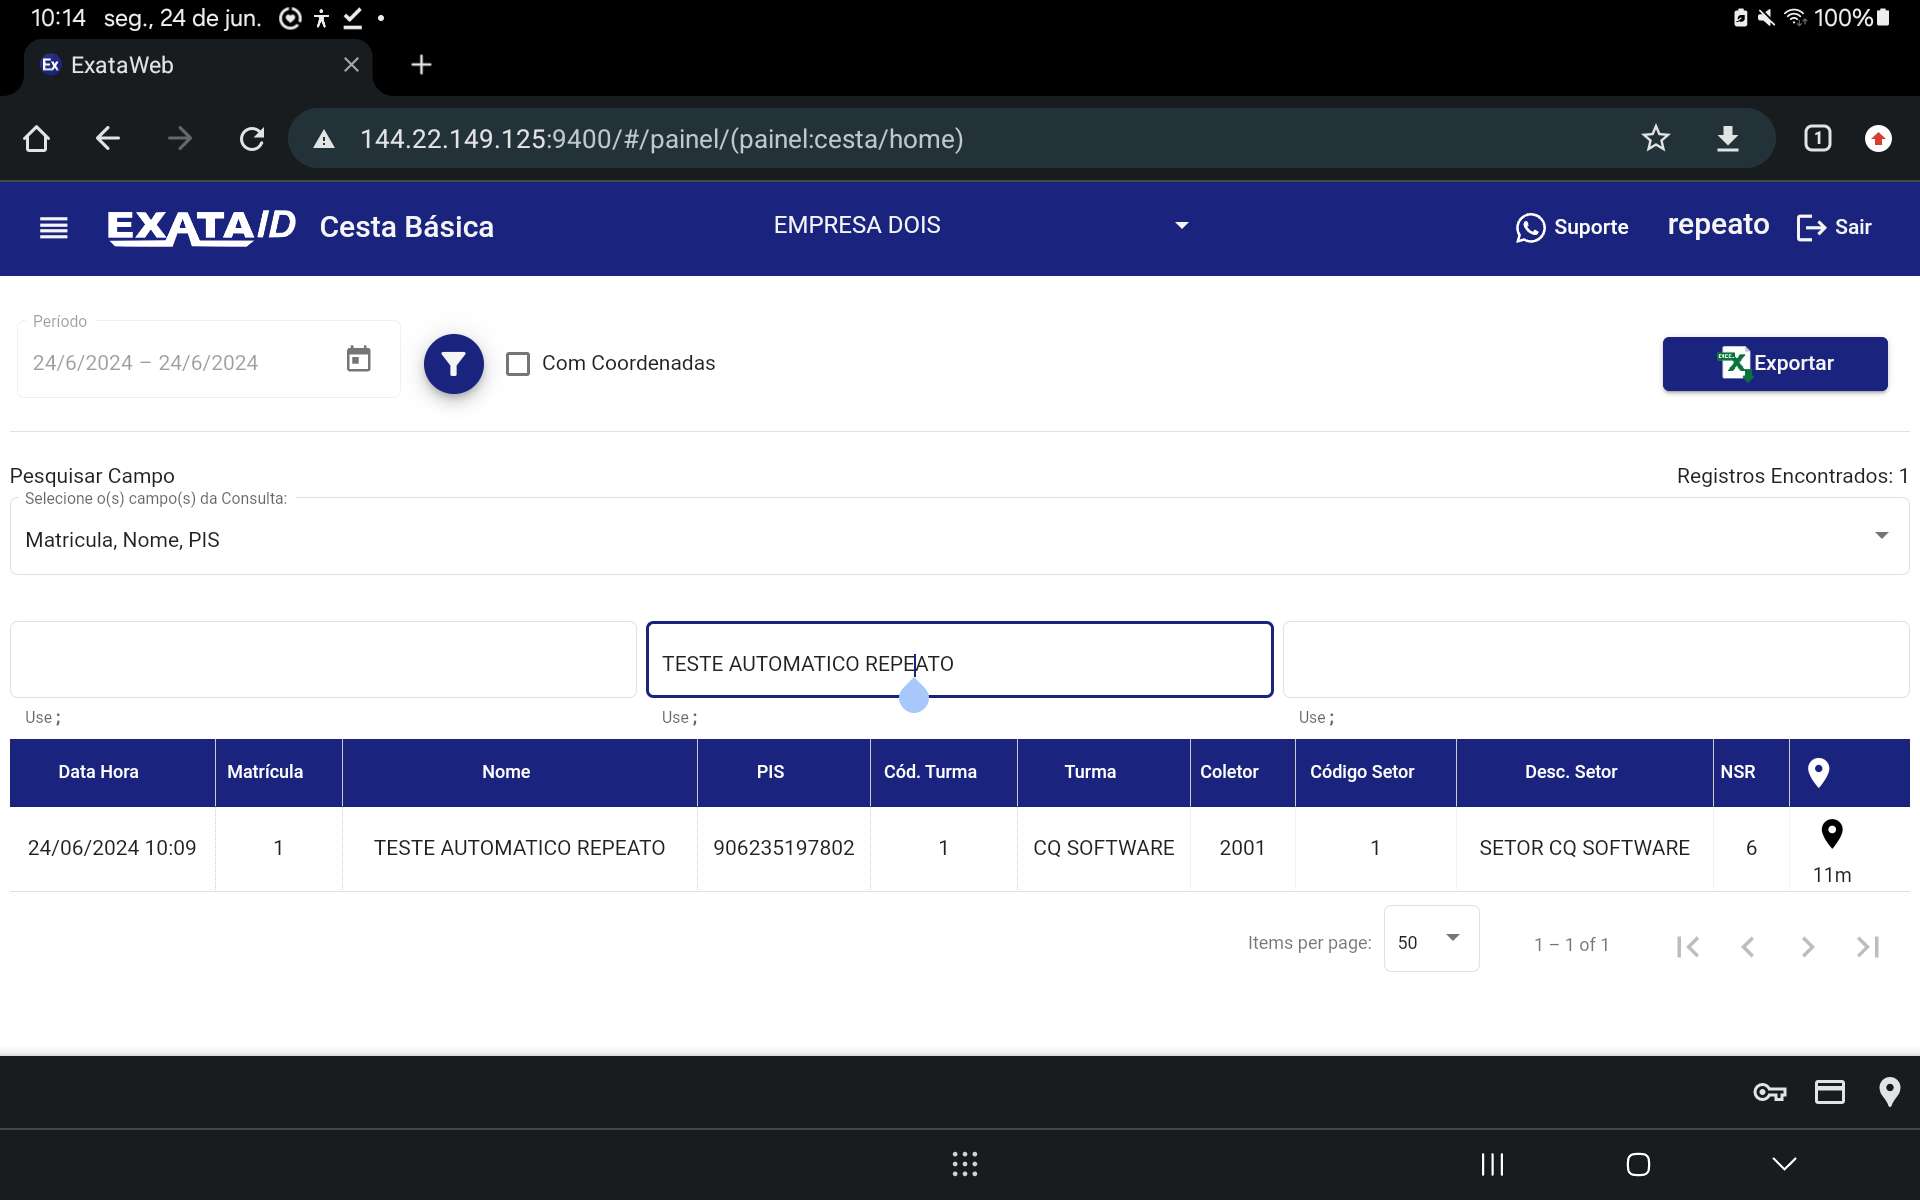 10:14 seg., 24 de jun. 100%
Ex ExataWeb
144.22.149.125:9400/#/painel/(painel:cesta/home) 1
EXATAID Cesta Básica EMPRESA DOIS Suporte repeato Sair
Período
24/6/2024 – 24/6/2024 Com Coordenadas Exportar
Pesquisar Campo Registros Encontrados: 1
Selecione o(s) campo(s) da Consulta:
Matricula, Nome, PIS
TESTE AUTOMATICO REPEATO
Use ; Use ; Use ;
Data Hora Matrícula Nome PIS Cód. Turma Turma Coletor Código Setor Desc. Setor NSR
24/06/2024 10:09 1 TESTE AUTOMATICO REPEATO 906235197802 1 CQ SOFTWARE 2001 1 SETOR CQ SOFTWARE 6
11m
Items per page: 50 1 – 1 of 1